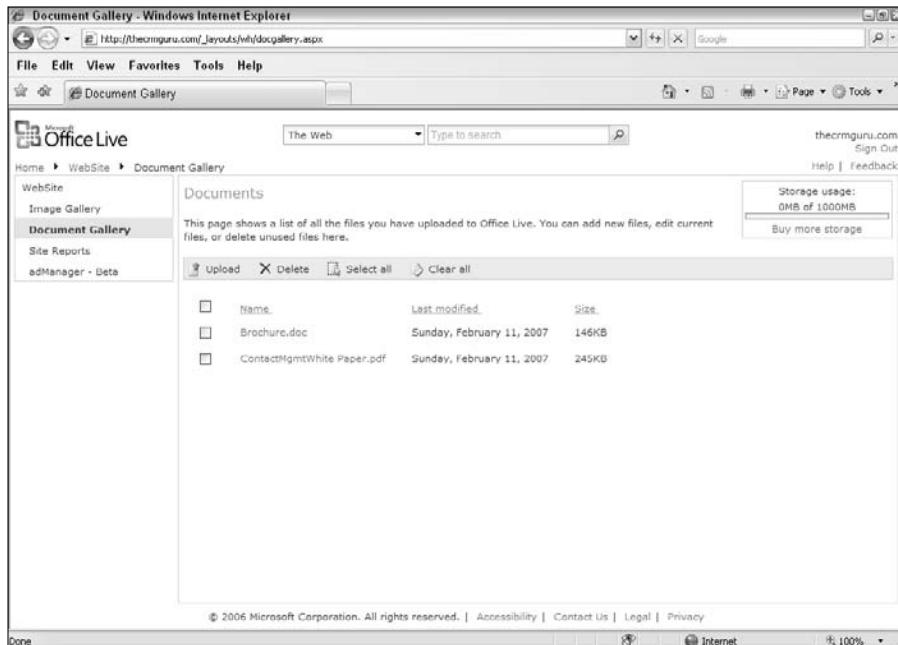 Document Gallery - Windows Internet Explorer
http://thecrmguru.com/_layouts/wh/docgallery.aspx
Google
File Edit View Favorites Tools Help
Document Gallery
Page Tools
Microsoft
Office Live
The Web
Type to search
thecrmguru.com
Sign Out
Home WebSite Document Gallery
Help | Feedback
WebSite
Image Gallery
Document Gallery
Site Reports
adManager - Beta
Documents
This page shows a list of all the files you have uploaded to Office Live. You can add new files, edit current
files, or delete unused files here.
Storage usage:
0MB of 1000MB
Buy more storage
Upload Delete Select all Clear all
Name Last modified Size
Brochure.doc Sunday, February 11, 2007 146KB
ContactMgmtWhite Paper.pdf Sunday, February 11, 2007 245KB
© 2006 Microsoft Corporation. All rights reserved. | Accessibility | Contact Us | Legal | Privacy
Done Internet 100%